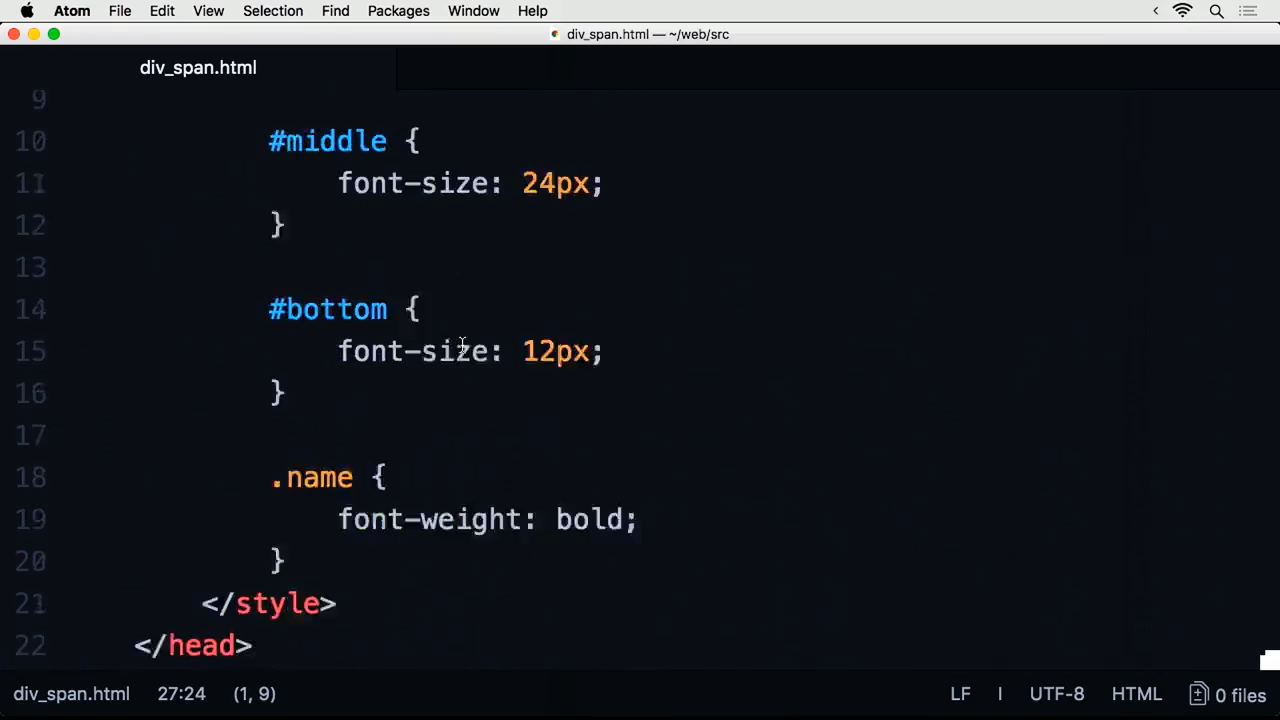 Atom File Edit View Selection Find Packages Window Help
div_span.html — ~/web/src
div_span.html
9
10 #middle {
11 font-size: 24px;
12 }
13
14 #bottom {
15 font-size: 12px;
16 }
17
18 .name {
19 font-weight: bold;
20 }
21 </style>
22 </head>
div_span.html 27:24 (1, 9) LF I UTF-8 HTML 0 files